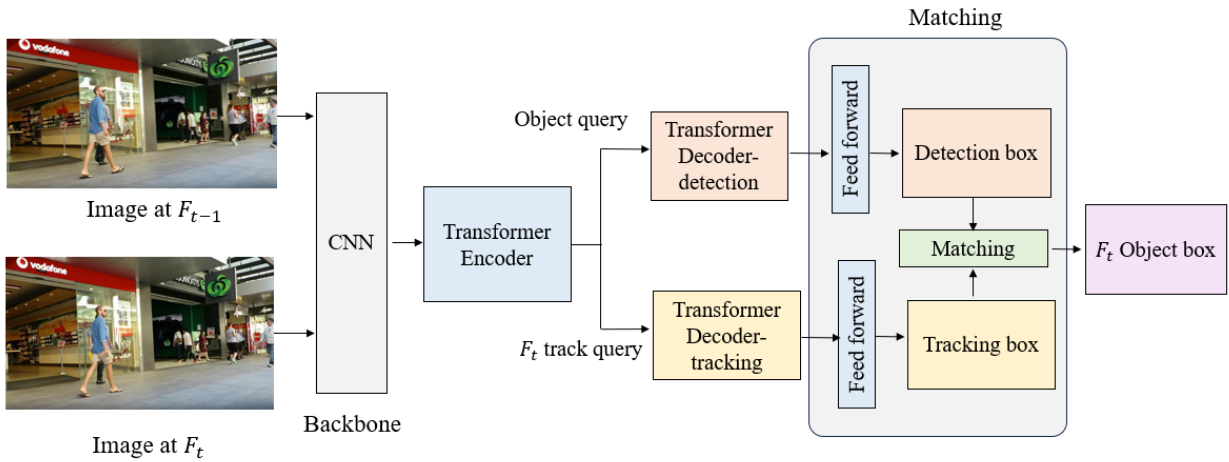 Matching
vodafone
Image at F_{t−1}
vodafone
Image at F_t
CNN
Backbone
Transformer
Encoder
Object query
F_t track query
Transformer
Decoder-
detection
Transformer
Decoder-
tracking
Feed forward
Feed forward
Detection box
Matching
Tracking box
F_t Object box